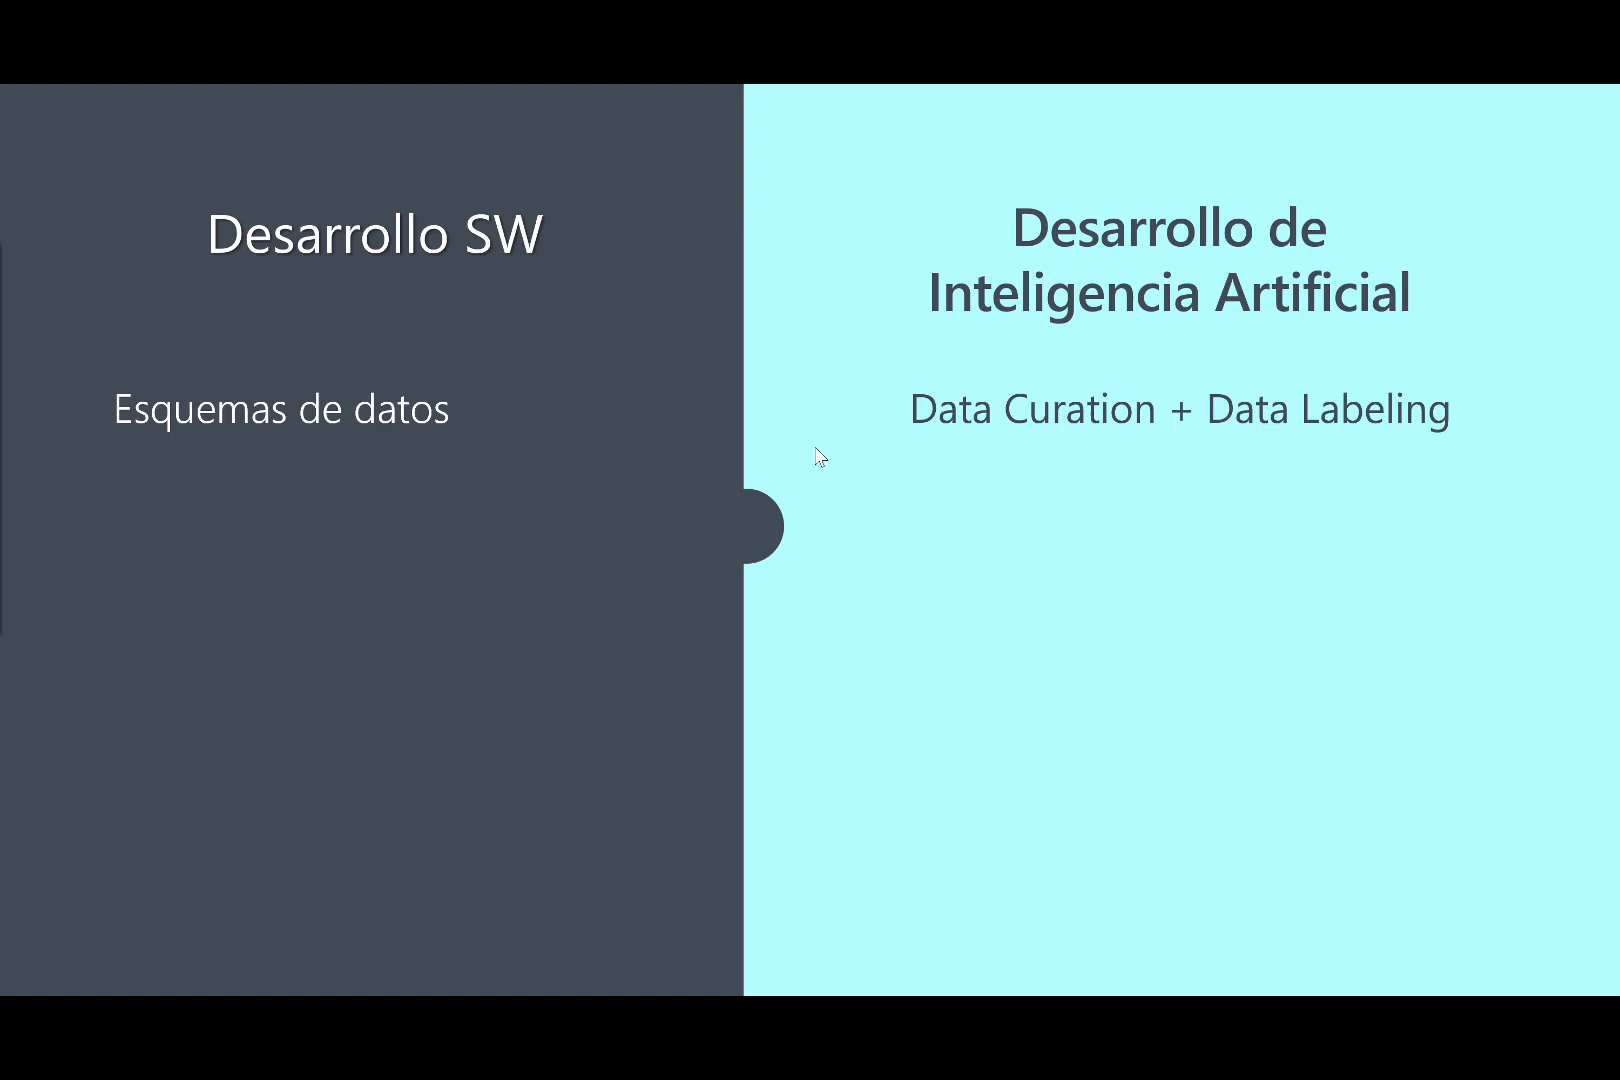 Desarrollo SW
Esquemas de datos
Desarrollo de
Inteligencia Artificial
Data Curation + Data Labeling